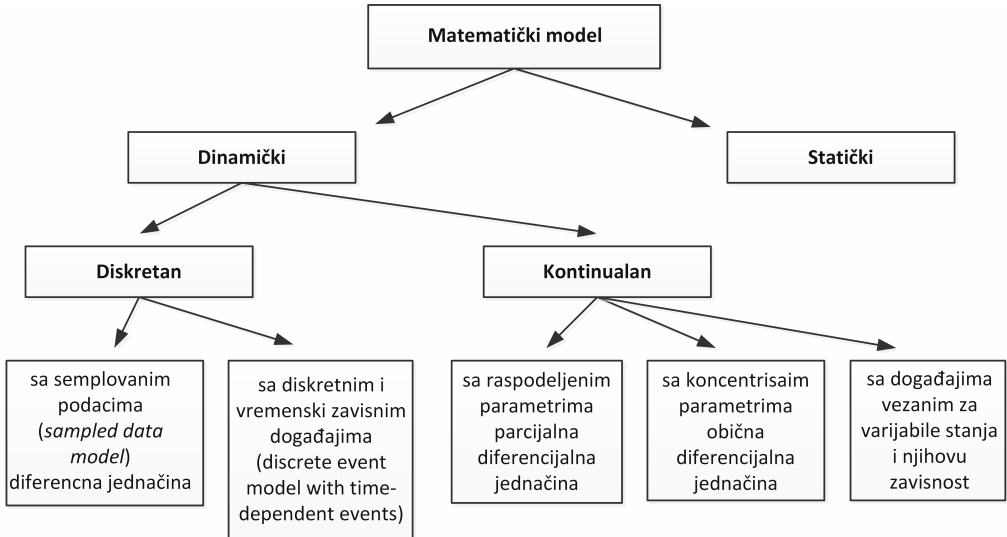 Matematički model
Dinamički
Statički
Diskretan
Kontinualan
sa semplovanim
podacima
(sampled data
model)
diferencna jednačina
sa diskretnim i
vremenski zavisnim
događajima
(discrete event
model with time-
dependent events)
sa raspodeljenim
parametrima
parcijalna
diferencijalna
jednačina
sa koncentrisaim
parametrima
obična
diferencijalna
jednačina
sa događajima
vezanim za
varijabile stanja
i njihovu
zavisnost